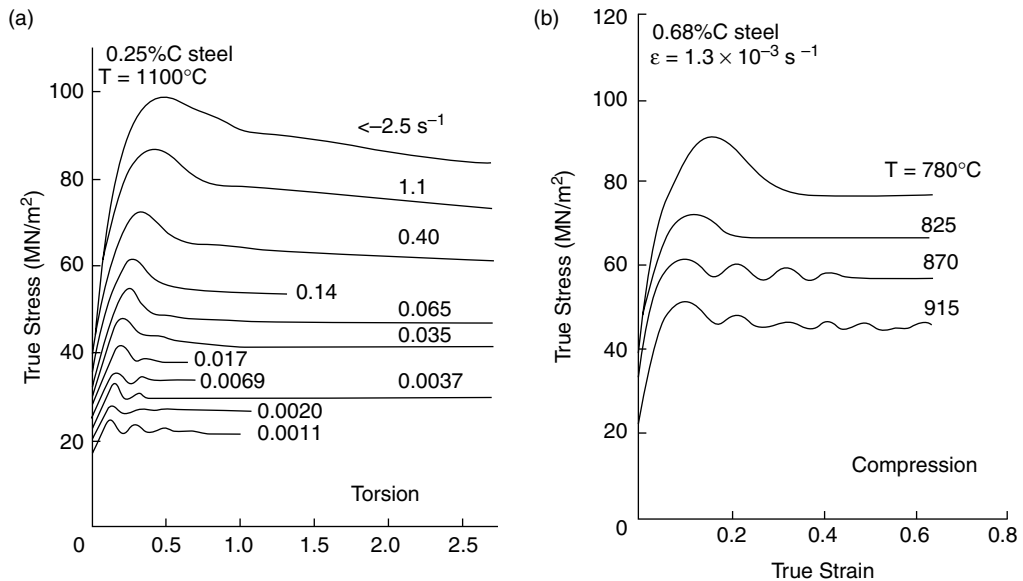 (a)
0.25%C steel
T = 1100°C
True Stress (MN/m²)
100
80
60
40
20
0
<–2.5 s⁻¹
1.1
0.40
0.14
0.065
0.035
0.017
0.0069
0.0037
0.0020
0.0011
Torsion
0
0.5
1.0
1.5
2.0
2.5
(b)
0.68%C steel
ε = 1.3 × 10⁻³ s⁻¹
True Stress (MN/m²)
120
100
80
60
40
20
0
T = 780°C
825
870
915
Compression
0.2
0.4
0.6
0.8
True Strain